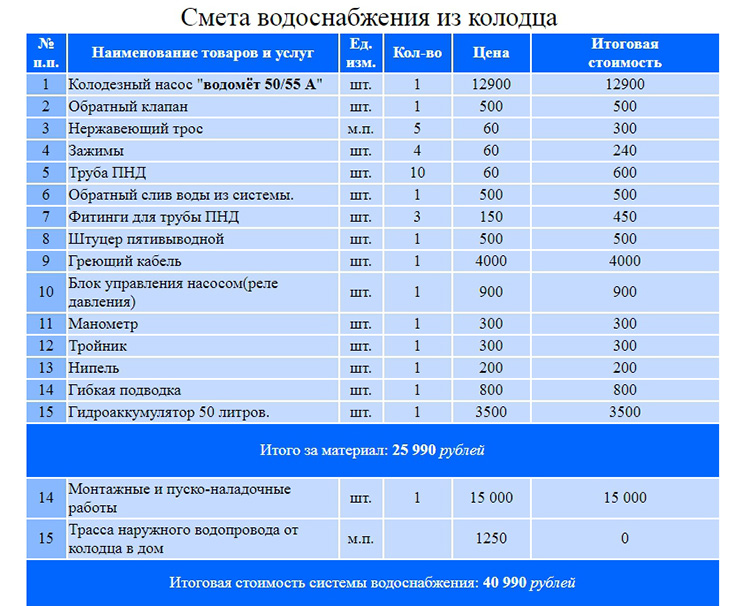 Смета водоснабжения из колодца
№ п.п. Наименование товаров и услуг Ед. изм. Кол-во Цена Итоговая стоимость
1 Колодезный насос "водомёт 50/55 А" шт. 1 12900 12900
2 Обратный клапан шт. 1 500 500
3 Нержавеющий трос м.п. 5 60 300
4 Зажимы шт. 4 60 240
5 Труба ПНД шт. 10 60 600
6 Обратный слив воды из системы. шт. 1 500 500
7 Фитинги для трубы ПНД шт. 3 150 450
8 Штуцер пятивыводной шт. 1 500 500
9 Греющий кабель шт. 1 4000 4000
10 Блок управления насосом(реле давления) шт. 1 900 900
11 Манометр шт. 1 300 300
12 Тройник шт. 1 300 300
13 Нипель шт. 1 200 200
14 Гибкая подводка шт. 1 800 800
15 Гидроаккумулятор 50 литров. шт. 1 3500 3500
Итого за материал: 25 990 рублей
14 Монтажные и пуско-наладочные работы шт. 1 15 000 15 000
15 Трасса наружного водопровода от колодца в дом м.п. 1250 0
Итоговая стоимость системы водоснабжения: 40 990 рублей